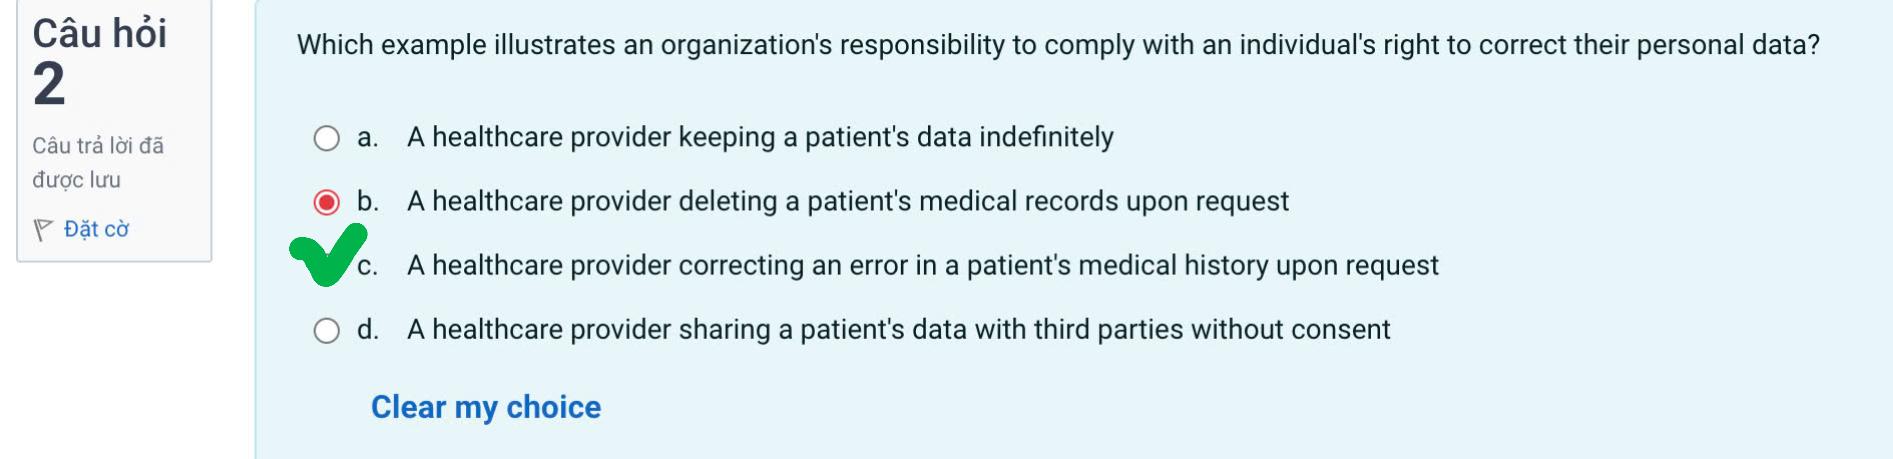 Câu hỏi
2
Câu trả lời đã
được lưu
Đặt cờ
Which example illustrates an organization's responsibility to comply with an individual's right to correct their personal data?
a. A healthcare provider keeping a patient's data indefinitely
b. A healthcare provider deleting a patient's medical records upon request
c. A healthcare provider correcting an error in a patient's medical history upon request
d. A healthcare provider sharing a patient's data with third parties without consent
Clear my choice